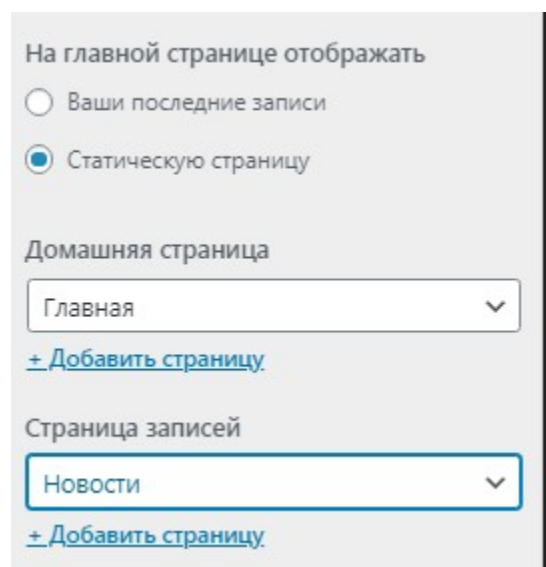 На главной странице отображать
Ваши последние записи
Статическую страницу
Домашняя страница
Главная
+ Добавить страницу
Страница записей
Новости
+ Добавить страницу